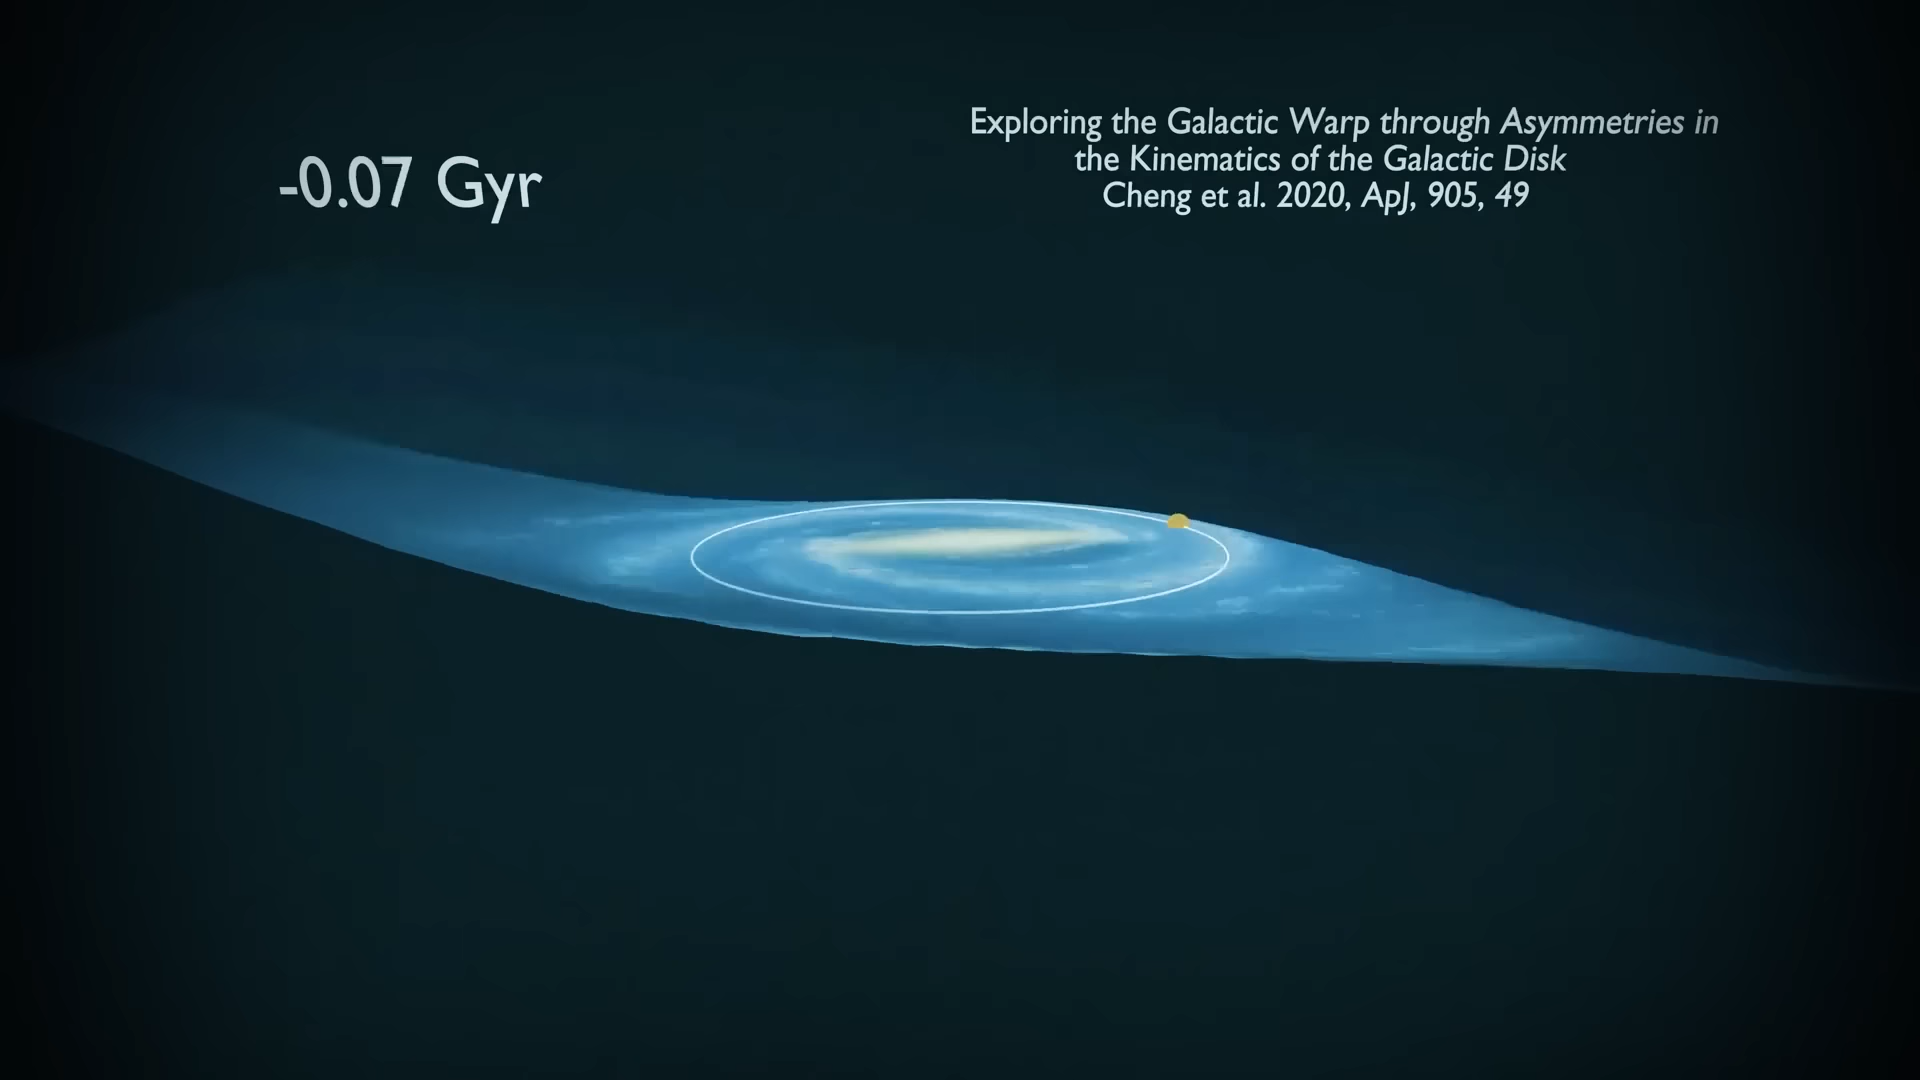 -0.07 Gyr
Exploring the Galactic Warp through Asymmetries in
the Kinematics of the Galactic Disk
Cheng et al. 2020, ApJ, 905, 49